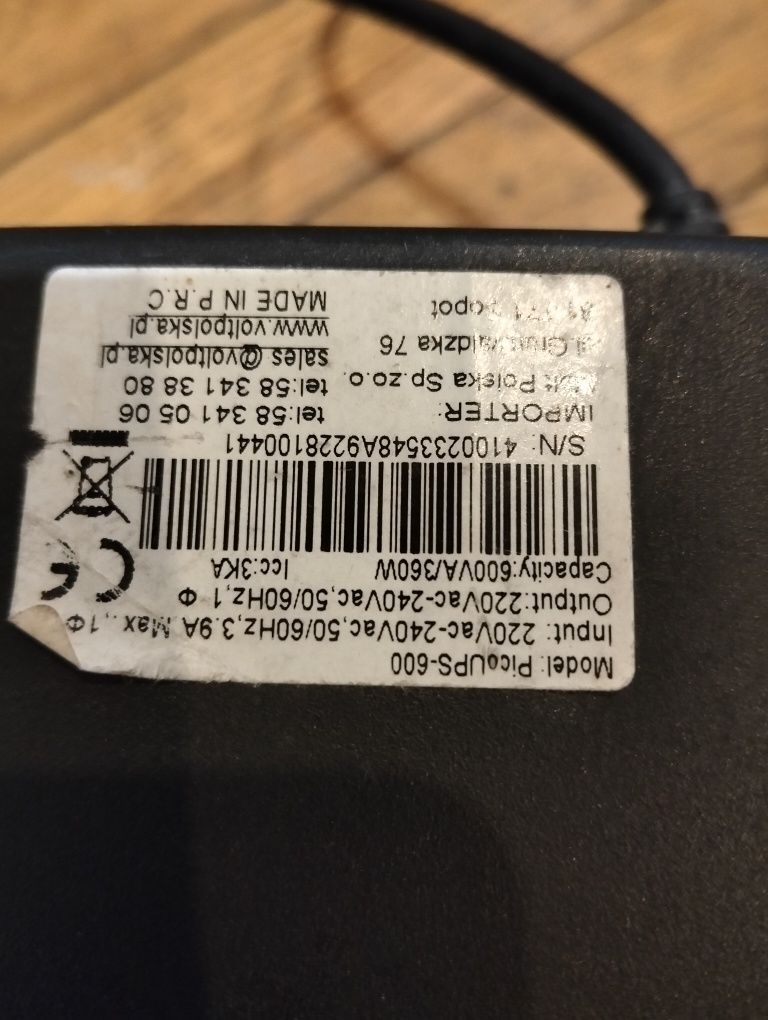 Model: PicoUPS-600
Input: 220Vac-240Vac,50/60Hz,3.9A Max.,1Φ
Output:220Vac-240Vac,50/60Hz,1 Φ
Capacity:600VA/360W Icc:3KA
CE
S/N: 4100233548A9228100441
IMPORTER:
Polska Sp.zo.o.
76
tel:58 341 05 06
tel:58 341 38 80
sales@voltpolska.pl
www.voltpolska.pl
MADE IN P.R.C